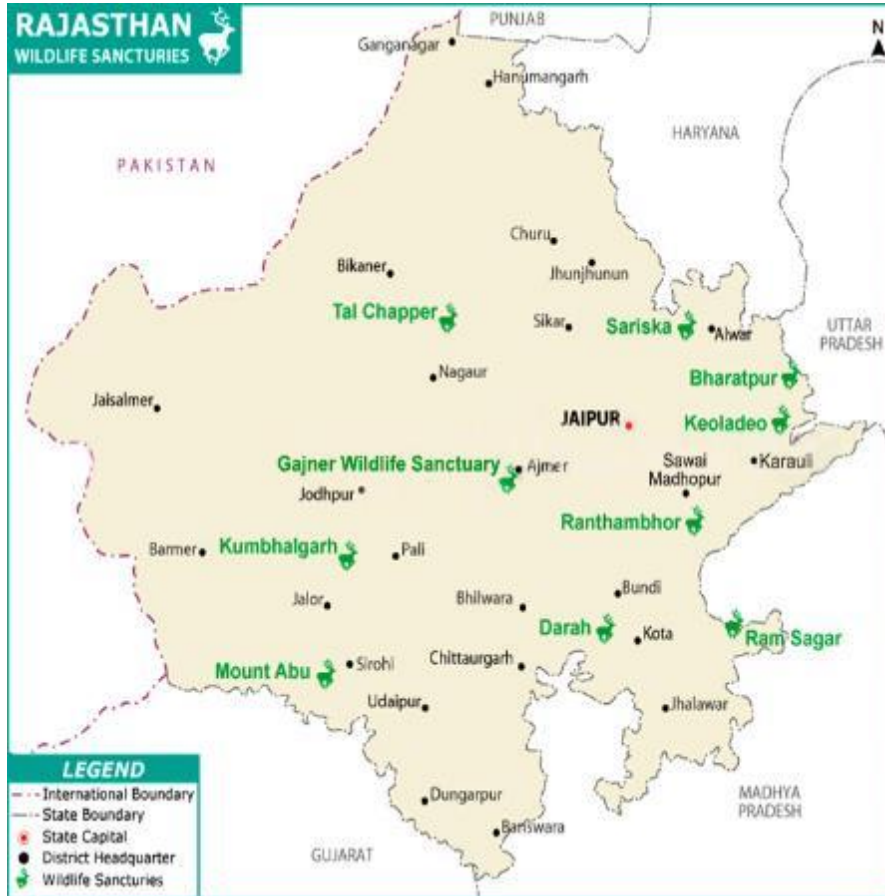 RAJASTHAN
WILDLIFE SANCTURIES
PUNJAB
N
Ganganagar
Hanumangarh
HARYANA
PAKISTAN
Churu
Jhunjhunun
Bikaner
Tal Chapper
Sikar
Sariska
Alwar
UTTAR
PRADESH
Nagaur
Bharatpur
Jaisalmer
JAIPUR
Keoladeo
Gajner Wildlife Sanctuary
Ajmer
Sawai
Madhopur
Karauli
Jodhpur
Ranthambhor
Barmer
Kumbhalgarh
Pali
Jalor
Bhilwara
Bundi
Darah
Kota
Ram Sagar
Mount Abu
Sirohi
Chittaurgarh
Udaipur
Jhalawar
LEGEND
International Boundary
State Boundary
State Capital
District Headquarter
Wildlife Sancturies
Dungarpur
Banswara
GUJARAT
MADHYA
PRADESH